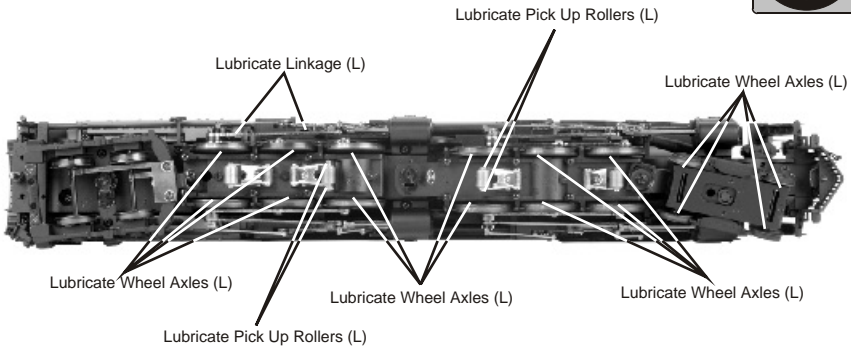 Lubricate Pick Up Rollers (L)
Lubricate Linkage (L)
Lubricate Wheel Axles (L)
Lubricate Wheel Axles (L)
Lubricate Wheel Axles (L)
Lubricate Wheel Axles (L)
Lubricate Pick Up Rollers (L)